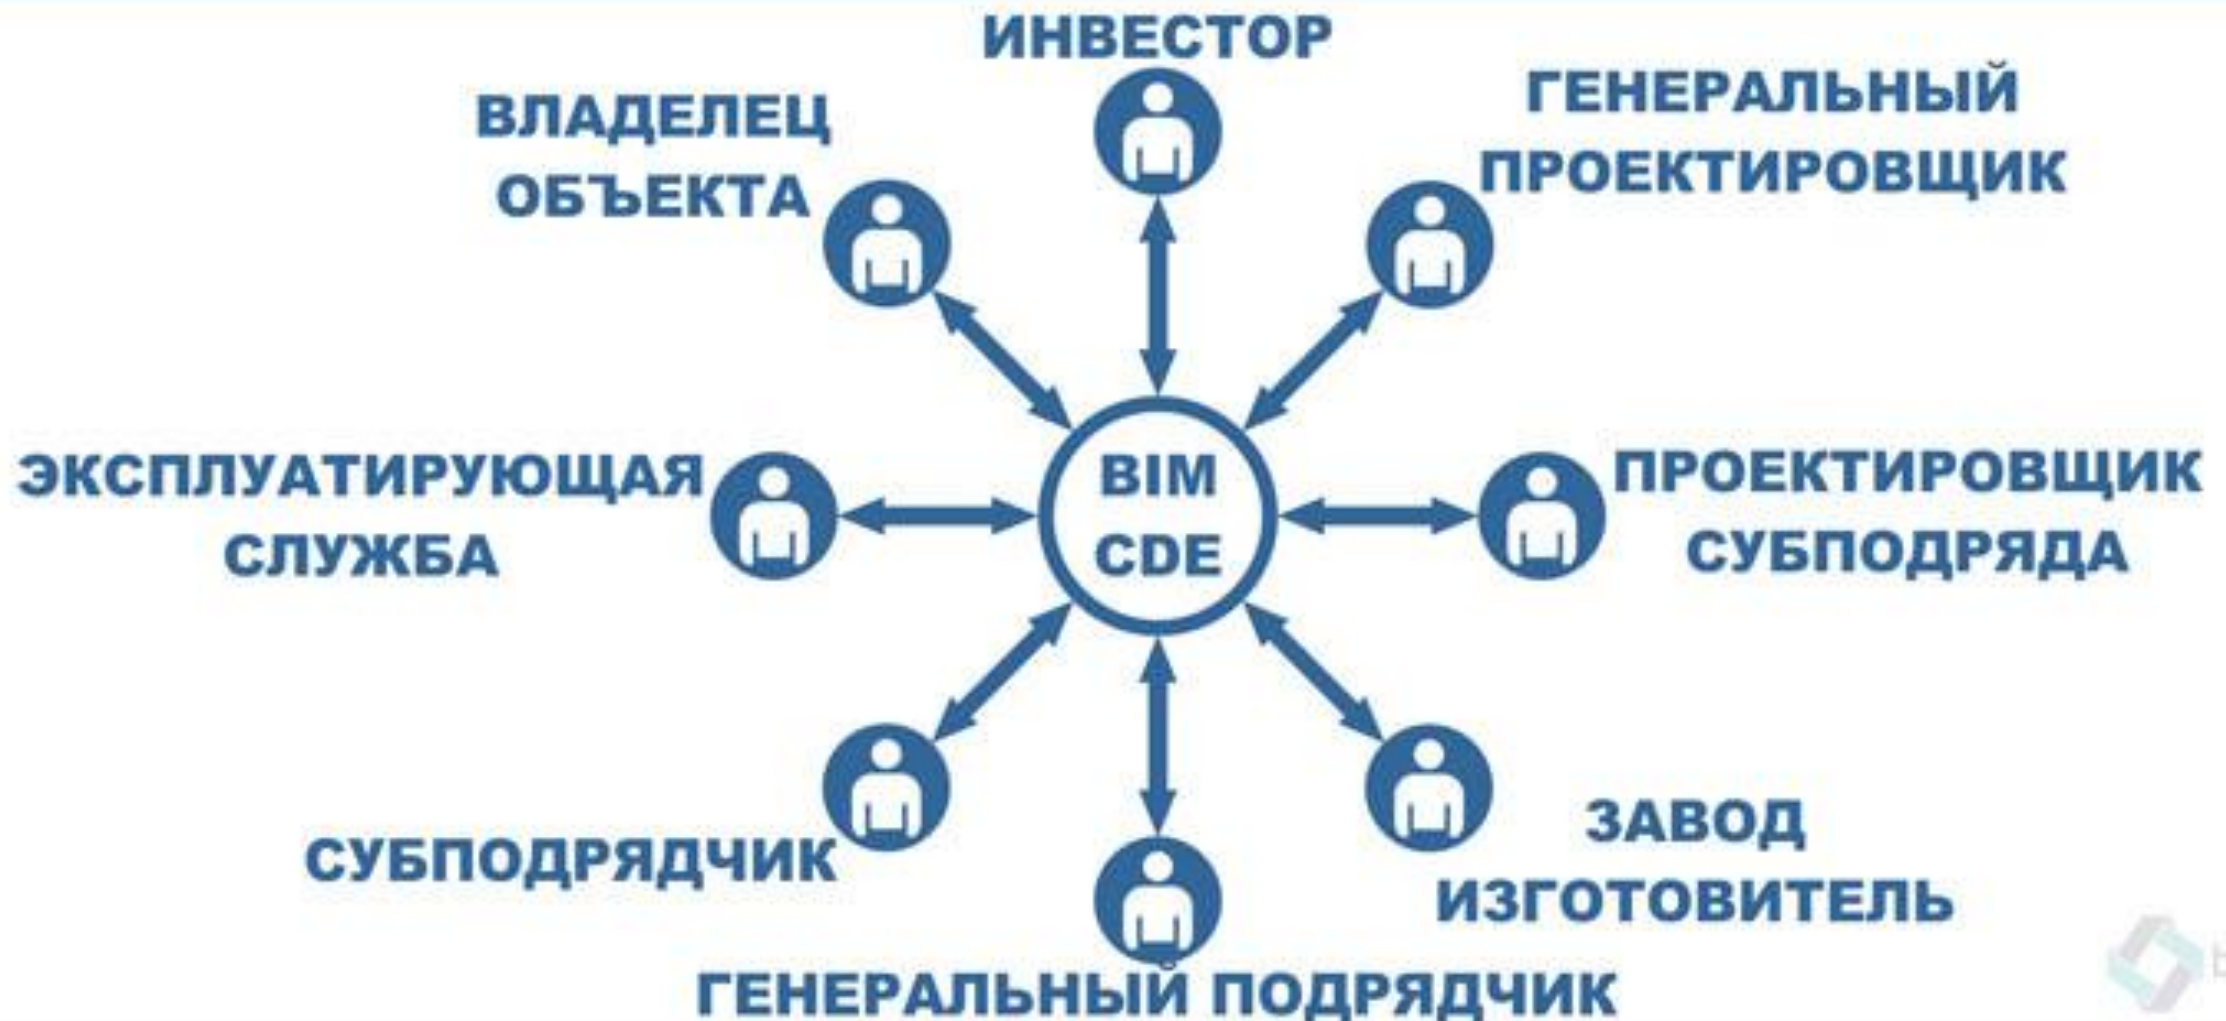 ИНВЕСТОР
ГЕНЕРАЛЬНЫЙ
ПРОЕКТИРОВЩИК
ВЛАДЕЛЕЦ
ОБЪЕКТА
ЭКСПЛУАТИРУЮЩАЯ
СЛУЖБА
BIM
CDE
ПРОЕКТИРОВЩИК
СУБПОДРЯДА
СУБПОДРЯДЧИК
ЗАВОД
ИЗГОТОВИТЕЛЬ
ГЕНЕРАЛЬНЫЙ ПОДРЯДЧИК